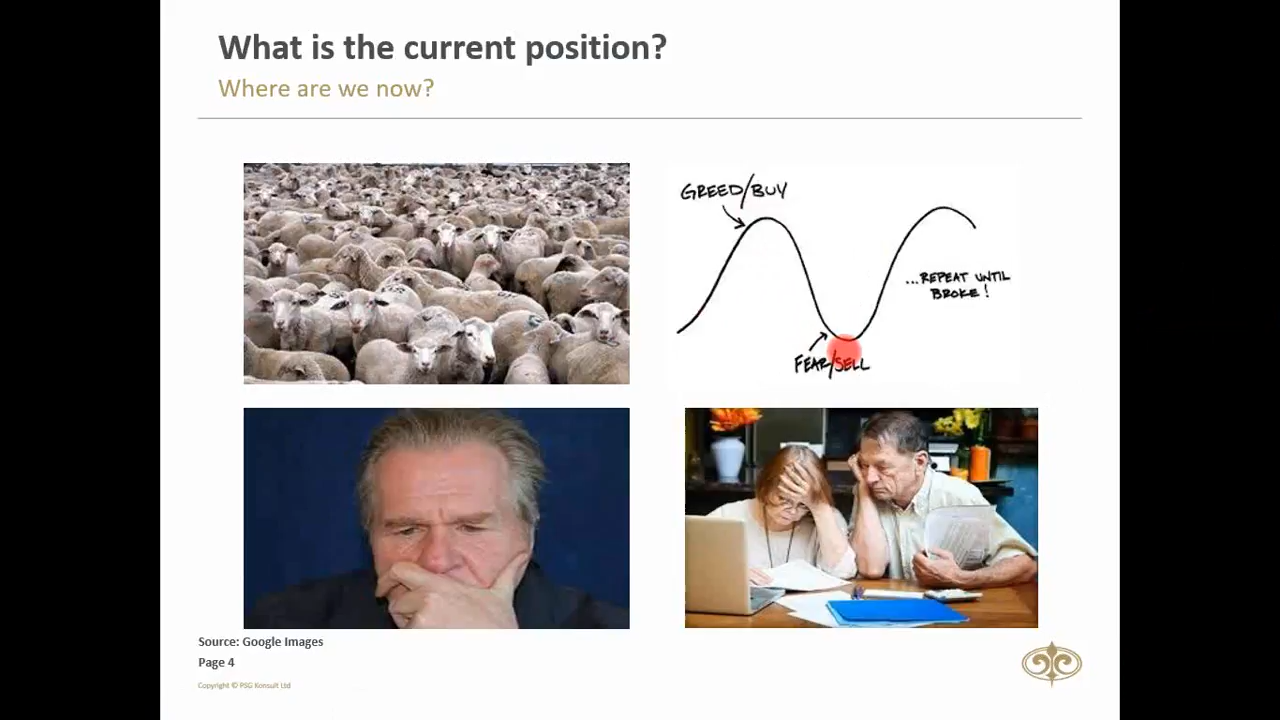 What is the current position?
Where are we now?
GREED/BUY
...REPEAT UNTIL
BROKE!
FEAR/SELL
Source: Google Images
Page 4
Copyright © PSG Konsult Ltd